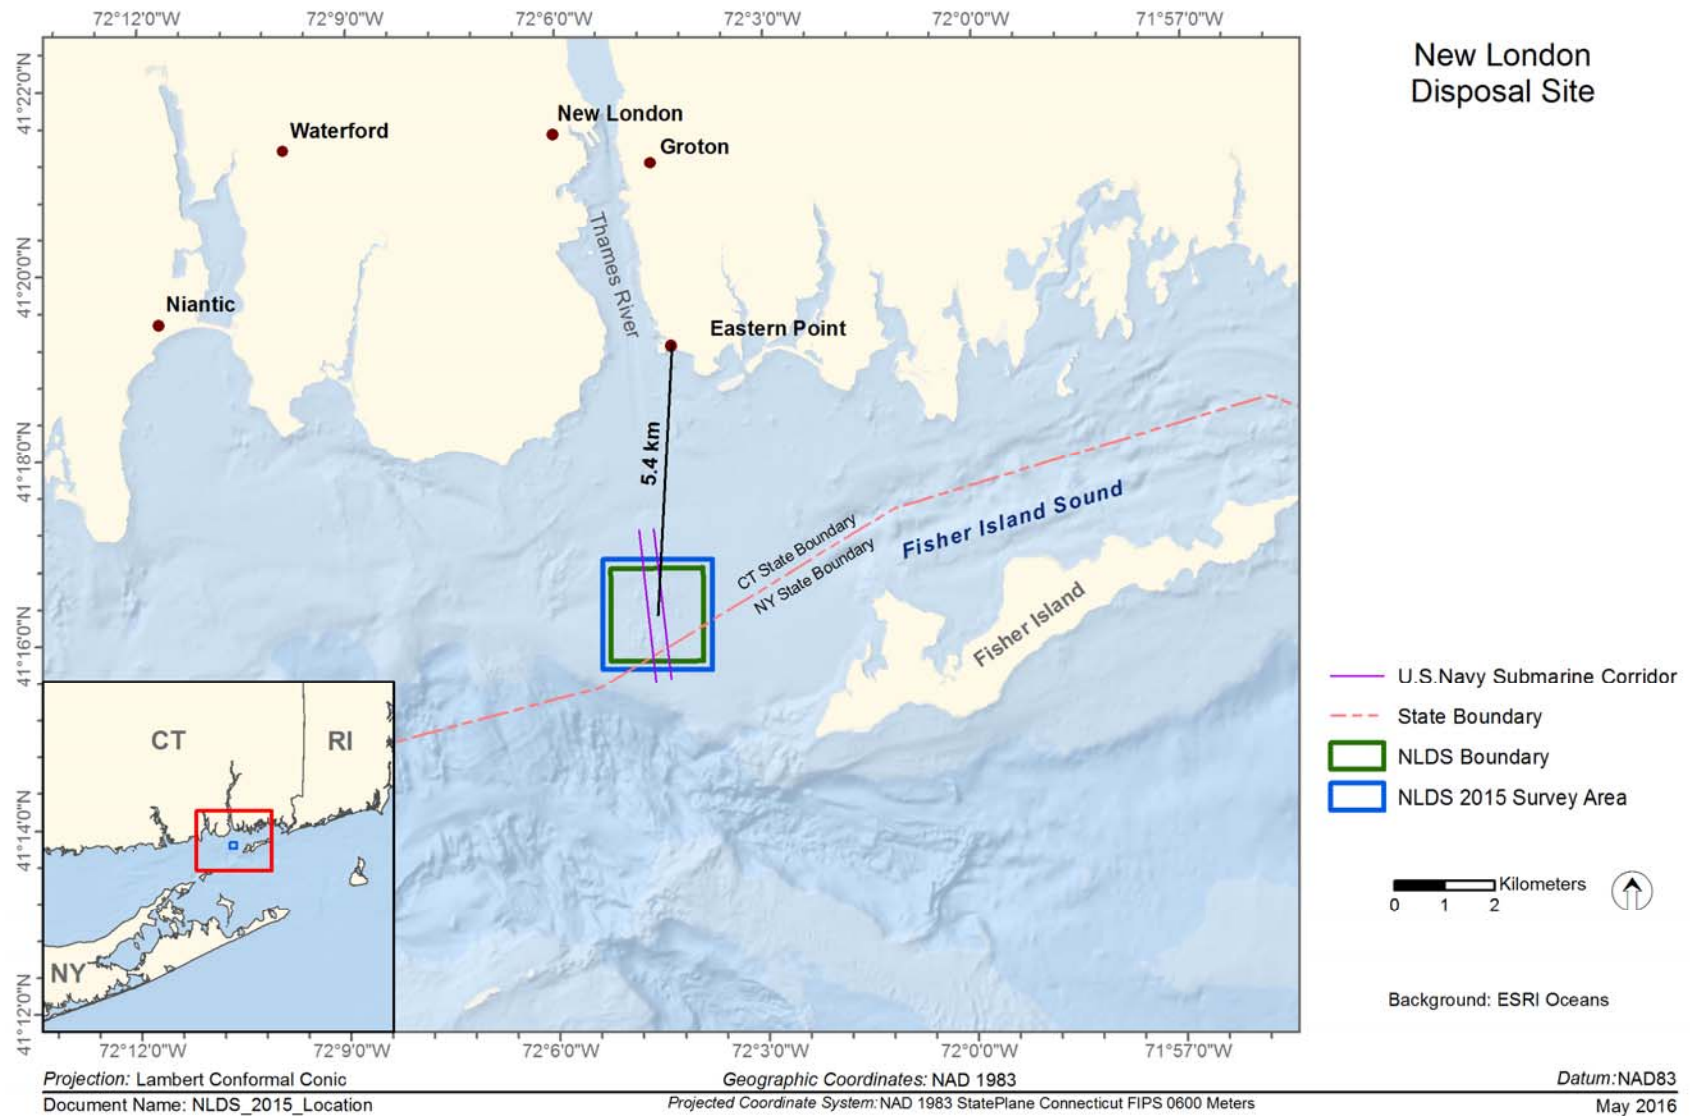 72°12'0"W 72°9'0"W 72°6'0"W 72°3'0"W 72°0'0"W 71°57'0"W
New London
Disposal Site
41°22'0"N
41°20'0"N
41°18'0"N
41°16'0"N
41°14'0"N
41°12'0"N
Waterford
New London
Groton
Thames River
Niantic
Eastern Point
5.4 km
CT State Boundary
NY State Boundary
Fisher Island Sound
Fisher Island
CT
RI
NY
U.S.Navy Submarine Corridor
State Boundary
NLDS Boundary
NLDS 2015 Survey Area
Kilometers
0 1 2
Background: ESRI Oceans
72°12'0"W 72°9'0"W 72°6'0"W 72°3'0"W 72°0'0"W 71°57'0"W
Projection: Lambert Conformal Conic
Geographic Coordinates: NAD 1983
Datum:NAD83
Document Name: NLDS_2015_Location
Projected Coordinate System: NAD 1983 StatePlane Connecticut FIPS 0600 Meters
May 2016